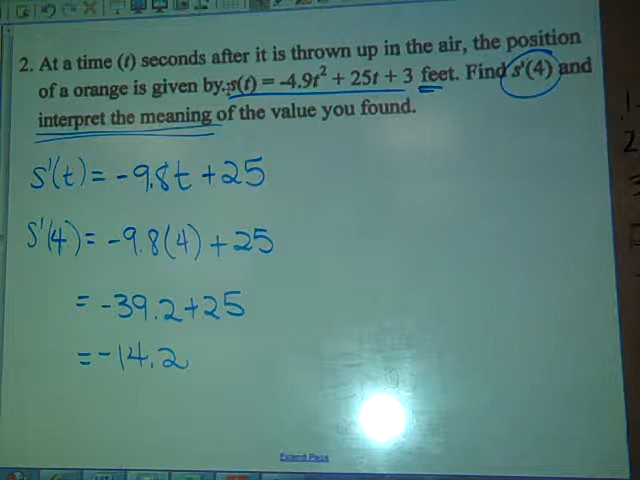 2. At a time (t) seconds after it is thrown up in the air, the position
of a orange is given by: s(t) = -4.9t² + 25t + 3 feet. Find s'(4) and
interpret the meaning of the value you found.
s'(t) = -9.8t + 25
s'(4) = -9.8(4) + 25
= -39.2 + 25
= -14.2
Extend Page